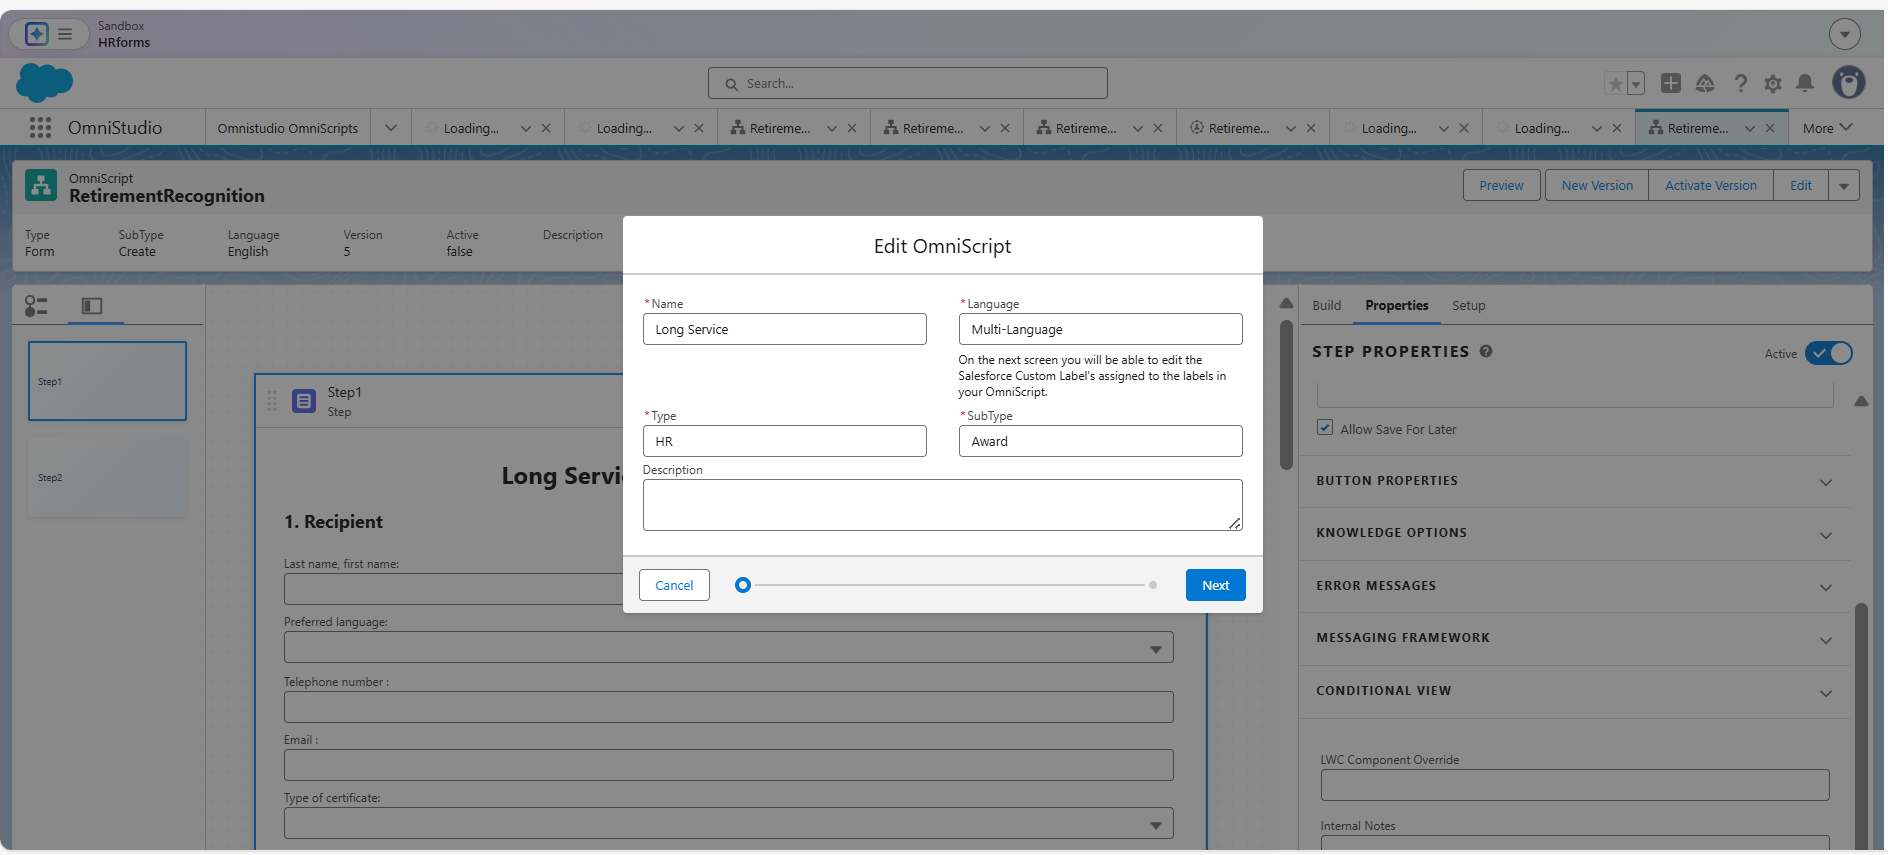 Sandbox
HRforms
Search...
OmniStudio
Omnistudio OmniScripts
Loading...
Loading...
Retireme...
Retireme...
Retireme...
Retireme...
Loading...
Loading...
Retireme...
More
OmniScript
RetirementRecognition
Preview
New Version
Activate Version
Edit
Type
SubType
Language
Version
Active
Description
Form
Create
English
5
false
Step1
Step2
Step1
Step
Long Servi
1. Recipient
Last name, first name:
Preferred language:
Telephone number :
Email :
Type of certificate:
Edit OmniScript
*Name
*Language
Long Service
Multi-Language
On the next screen you will be able to edit the
Salesforce Custom Label's assigned to the labels in
your OmniScript.
*Type
*SubType
HR
Award
Description
Cancel
Next
Build
Properties
Setup
STEP PROPERTIES
Active
Allow Save For Later
BUTTON PROPERTIES
KNOWLEDGE OPTIONS
ERROR MESSAGES
MESSAGING FRAMEWORK
CONDITIONAL VIEW
LWC Component Override
Internal Notes